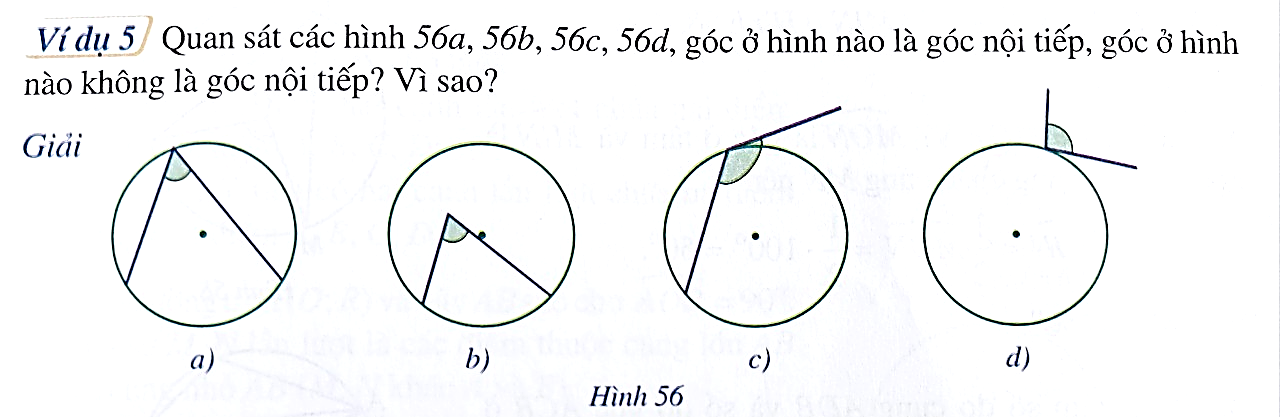 Ví dụ 5 Quan sát các hình 56a, 56b, 56c, 56d, góc ở hình nào là góc nội tiếp, góc ở hình
nào không là góc nội tiếp? Vì sao?
Giải
a) b) c) d)
Hình 56